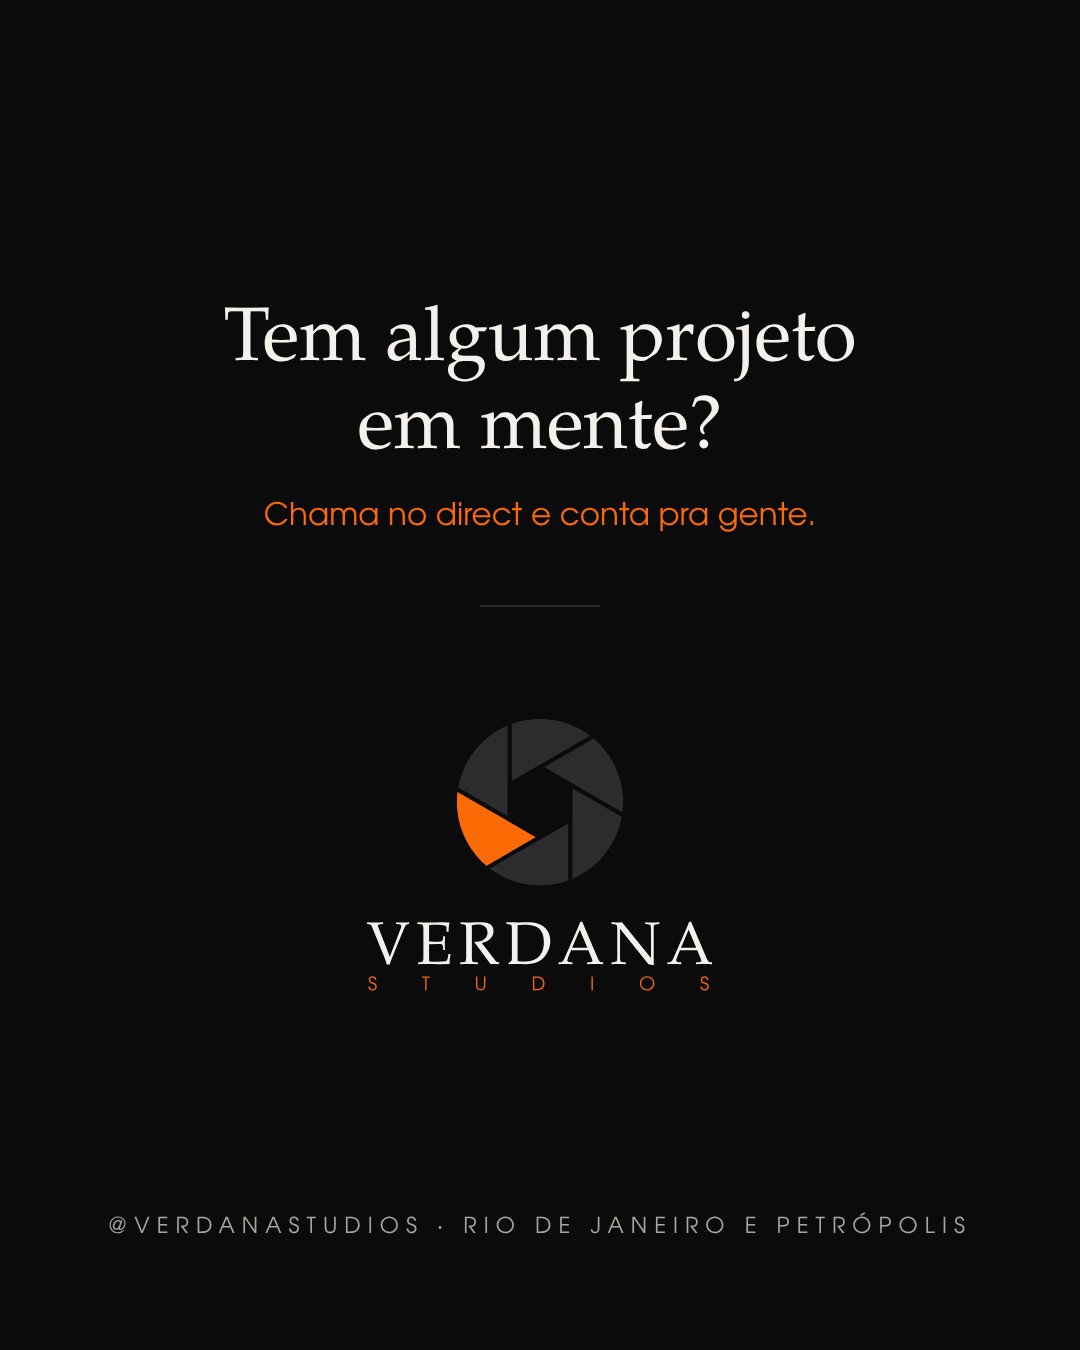 Tem algum projeto
em mente?
Chama no direct e conta pra gente.
VERDANA
STUDIOS
@VERDANASTUDIOS · RIO DE JANEIRO E PETRÓPOLIS